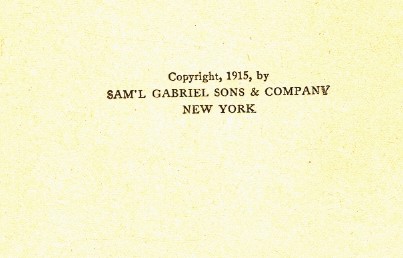 Copyright, 1915, by
SAM'L GABRIEL SONS & COMPANY
NEW YORK